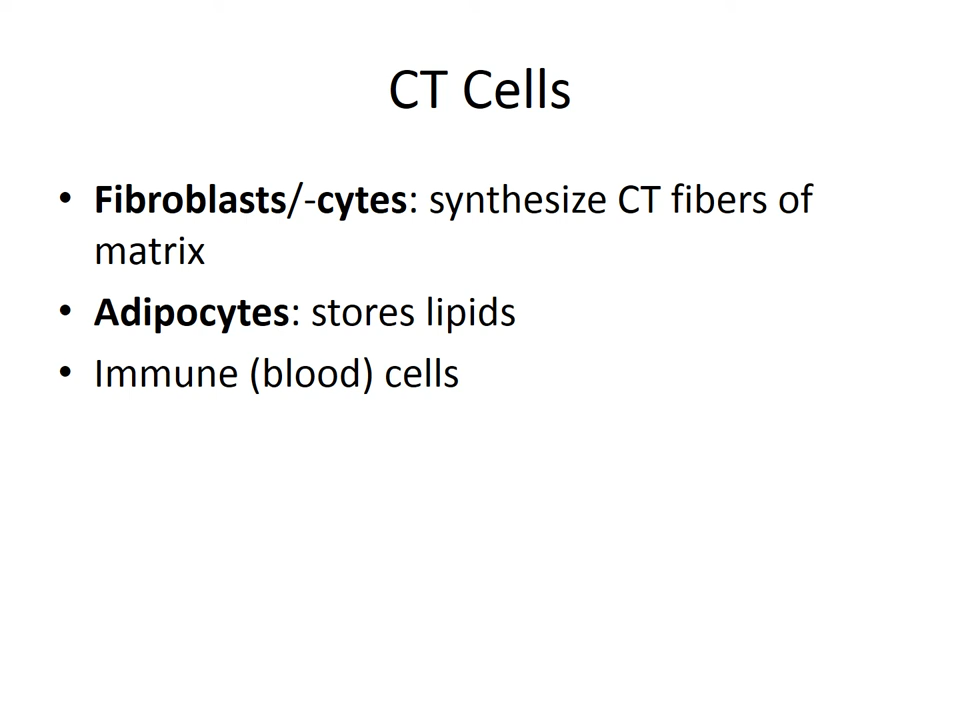 CT Cells
• Fibroblasts/-cytes: synthesize CT fibers of
matrix
• Adipocytes: stores lipids
• Immune (blood) cells